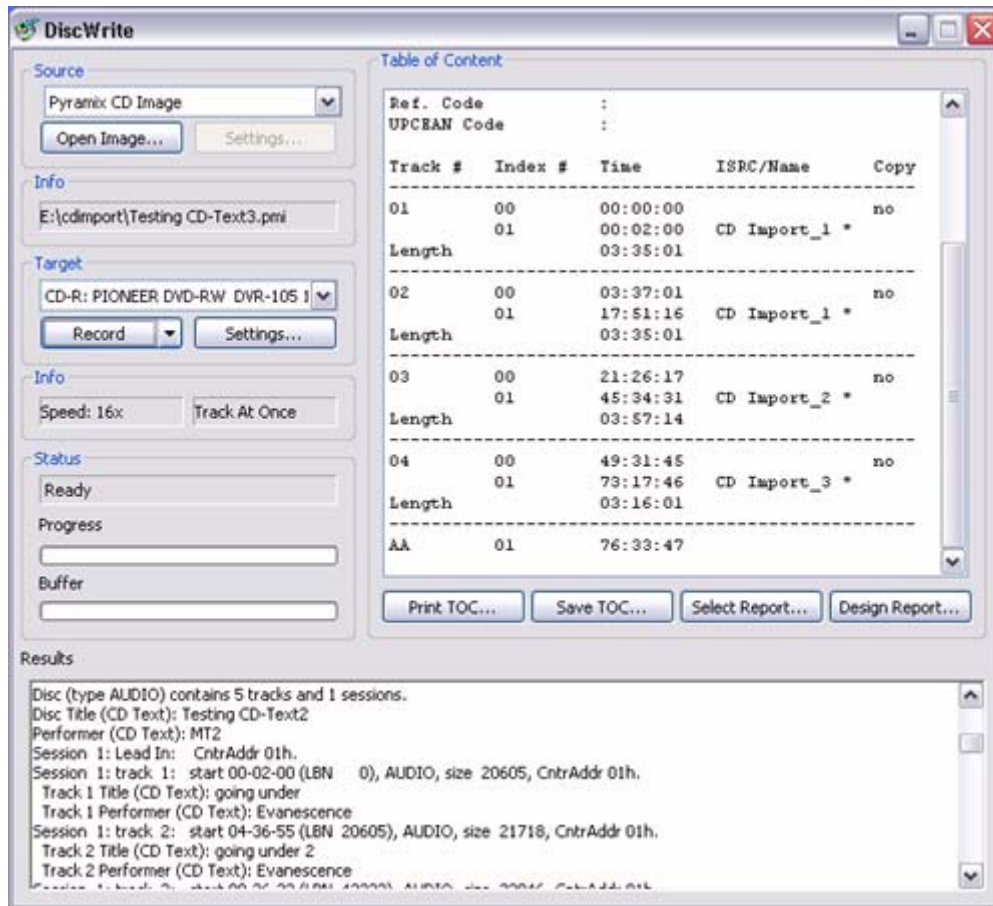 DiscWrite
Source
Pyramix CD Image
Open Image...
Settings...
Info
E:\cdimport\Testing CD-Text3.pmi
Target
CD-R: PIONEER DVD-RW DVR-105 1
Record
Settings...
Info
Speed: 16x
Track At Once
Status
Ready
Progress
Buffer
Table of Content
Ref. Code :
UPCEAN Code :
Track # Index # Time ISRC/Name Copy
01 00 00:00:00 no
01 00:02:00 CD Import_1 *
Length 03:35:01
02 00 03:37:01 no
01 17:51:16 CD Import_1 *
Length 03:35:01
03 00 21:26:17 no
01 45:34:31 CD Import_2 *
Length 03:57:14
04 00 49:31:45 no
01 73:17:46 CD Import_3 *
Length 03:16:01
AA 01 76:33:47
Print TOC...
Save TOC...
Select Report...
Design Report...
Results
Disc (type AUDIO) contains 5 tracks and 1 sessions.
Disc Title (CD Text): Testing CD-Text2
Performer (CD Text): MT2
Session 1: Lead In: CntrAddr 01h.
Session 1: track 1: start 00-02-00 (LBN 0), AUDIO, size 20605, CntrAddr 01h.
Track 1 Title (CD Text): going under
Track 1 Performer (CD Text): Evanescence
Session 1: track 2: start 04-36-55 (LBN 20605), AUDIO, size 21718, CntrAddr 01h.
Track 2 Title (CD Text): going under 2
Track 2 Performer (CD Text): Evanescence